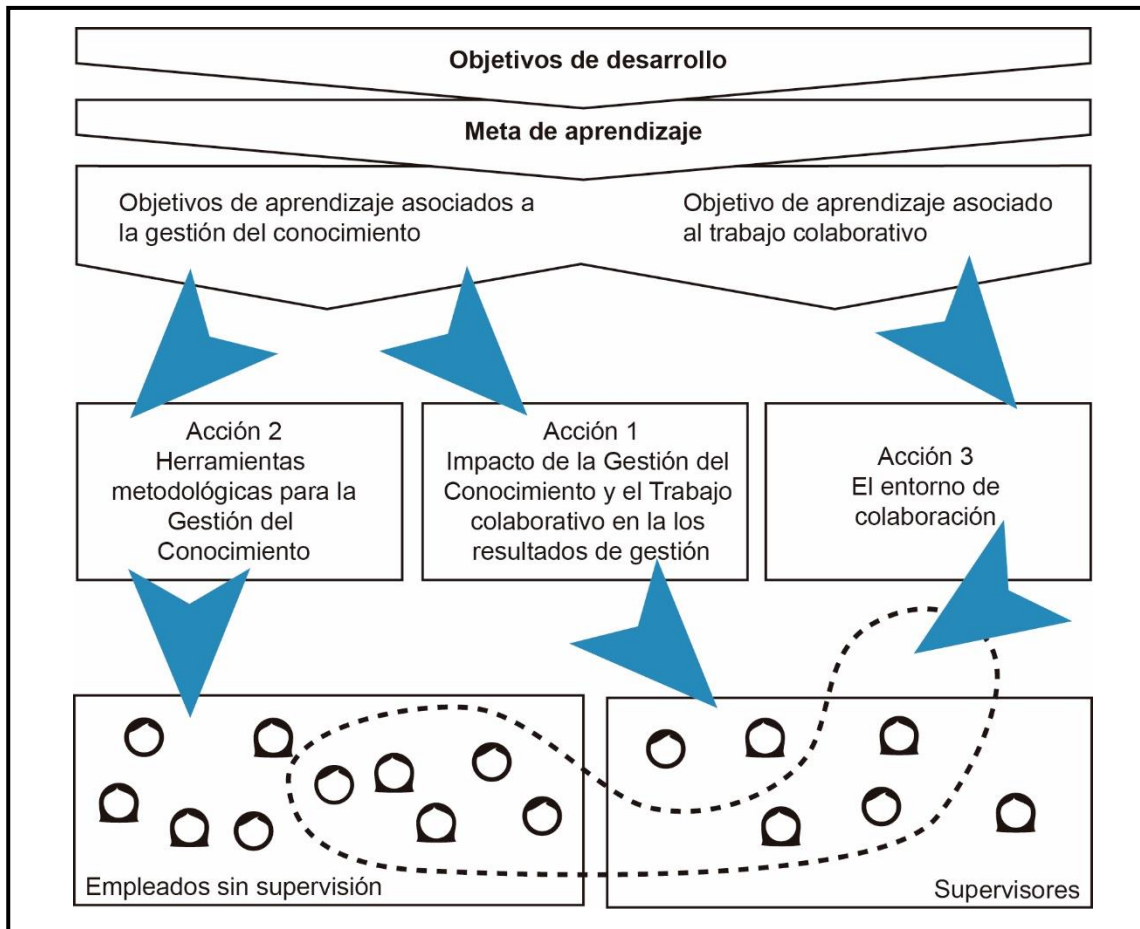 Objetivos de desarrollo
Meta de aprendizaje
Objetivos de aprendizaje asociados a
la gestión del conocimiento
Objetivo de aprendizaje asociado
al trabajo colaborativo
Acción 2
Herramientas
metodológicas para la
Gestión del
Conocimiento
Acción 1
Impacto de la Gestión del
Conocimiento y el Trabajo
colaborativo en la los
resultados de gestión
Acción 3
El entorno de
colaboración
Empleados sin supervisión
Supervisores